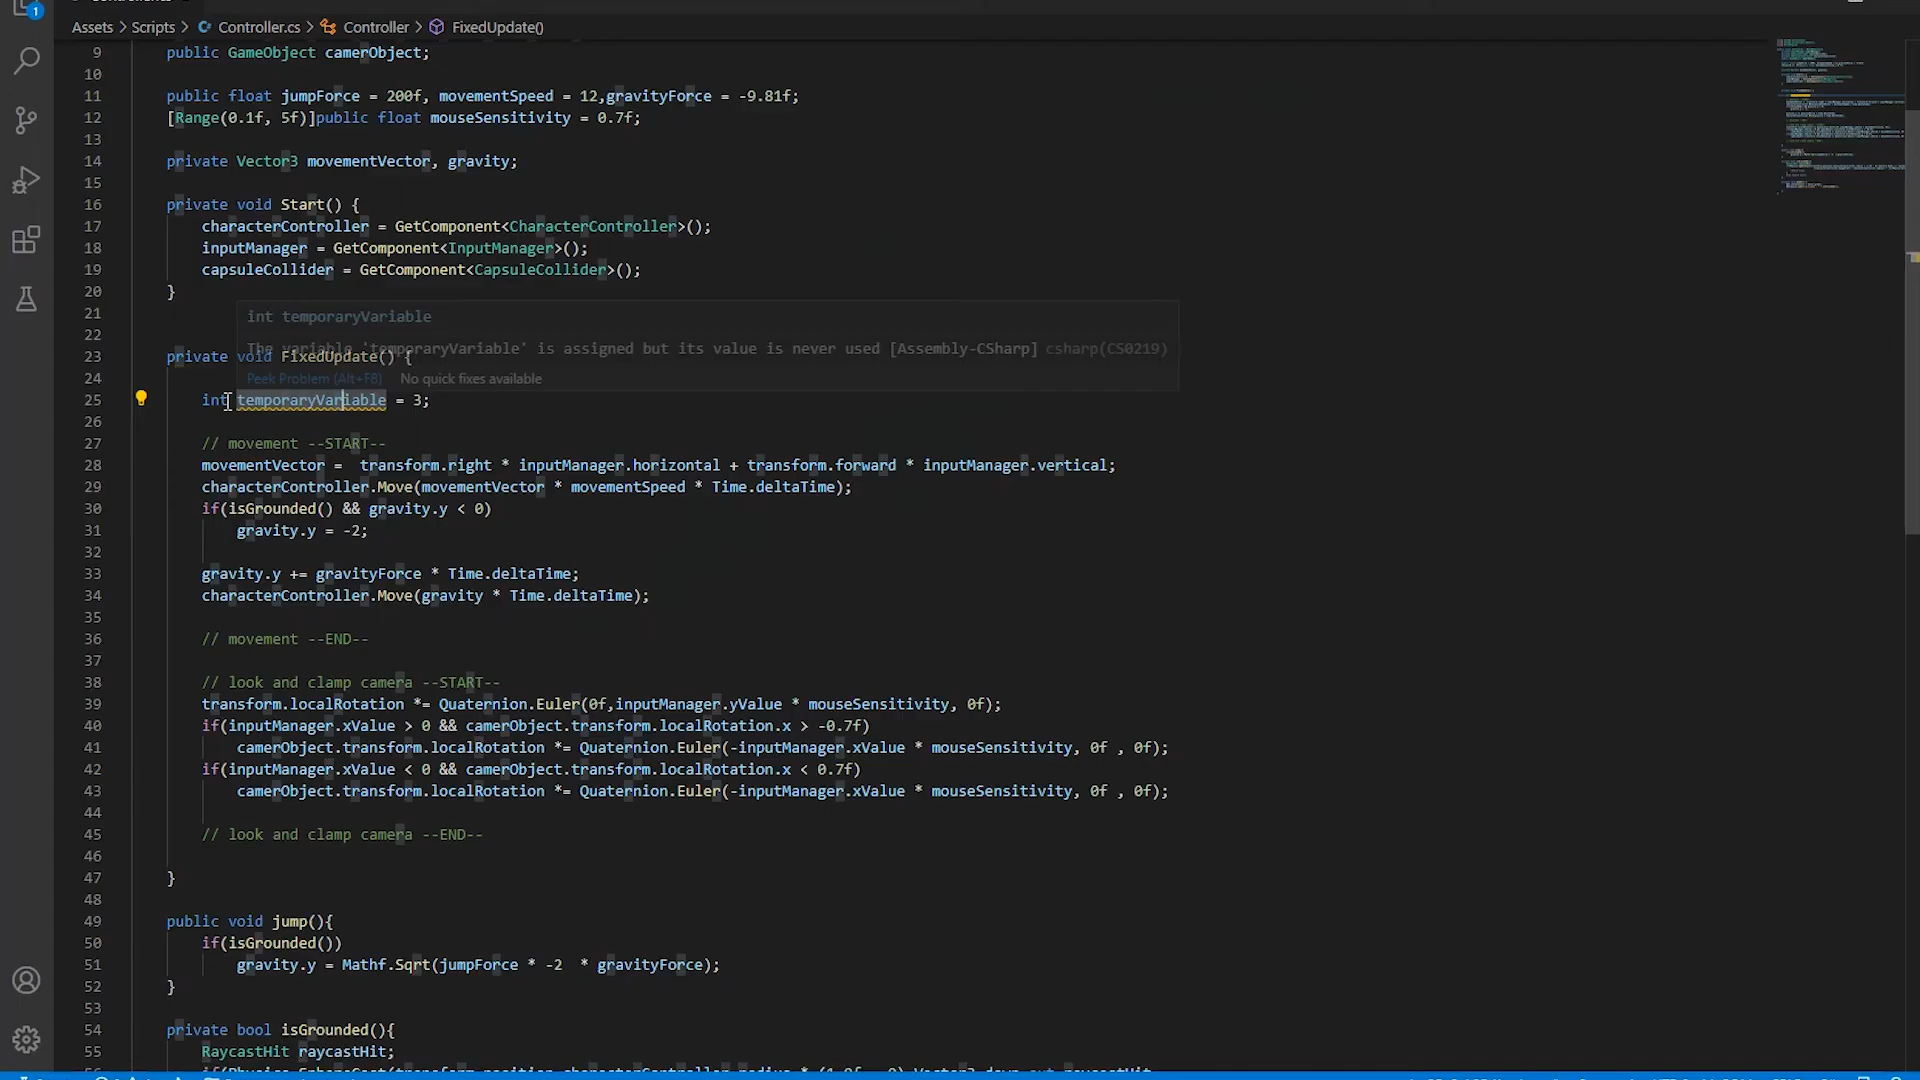 1
Assets > Scripts > Controller.cs > Controller > FixedUpdate()
9 public GameObject camerObject;
10
11 public float jumpForce = 200f, movementSpeed = 12,gravityForce = -9.81f;
12 [Range(0.1f, 5f)]public float mouseSensitivity = 0.7f;
13
14 private Vector3 movementVector, gravity;
15
16 private void Start() {
17 characterController = GetComponent<CharacterController>();
18 inputManager = GetComponent<InputManager>();
19 capsuleCollider = GetComponent<CapsuleCollider>();
20 }
21 int temporaryVariable
22
The variable 'temporaryVariable' is assigned but its value is never used [Assembly-CSharp] csharp(CS0219)
23 private void FixedUpdate() {
24 Peek Problem (Alt+F8) No quick fixes available
25 int temporaryVariable = 3;
26
27 // movement --START--
28 movementVector =  transform.right * inputManager.horizontal + transform.forward * inputManager.vertical;
29 characterController.Move(movementVector * movementSpeed * Time.deltaTime);
30 if(isGrounded() && gravity.y < 0)
31 gravity.y = -2;
32
33 gravity.y += gravityForce * Time.deltaTime;
34 characterController.Move(gravity * Time.deltaTime);
35
36 // movement --END--
37
38 // look and clamp camera --START--
39 transform.localRotation *= Quaternion.Euler(0f,inputManager.yValue * mouseSensitivity, 0f);
40 if(inputManager.xValue > 0 && camerObject.transform.localRotation.x > -0.7f)
41 camerObject.transform.localRotation *= Quaternion.Euler(-inputManager.xValue * mouseSensitivity, 0f , 0f);
42 if(inputManager.xValue < 0 && camerObject.transform.localRotation.x < 0.7f)
43 camerObject.transform.localRotation *= Quaternion.Euler(-inputManager.xValue * mouseSensitivity, 0f , 0f);
44
45 // look and clamp camera --END--
46
47 }
48
49 public void jump(){
50 if(isGrounded())
51 gravity.y = Mathf.Sqrt(jumpForce * -2  * gravityForce);
52 }
53
54 private bool isGrounded(){
55 RaycastHit raycastHit;